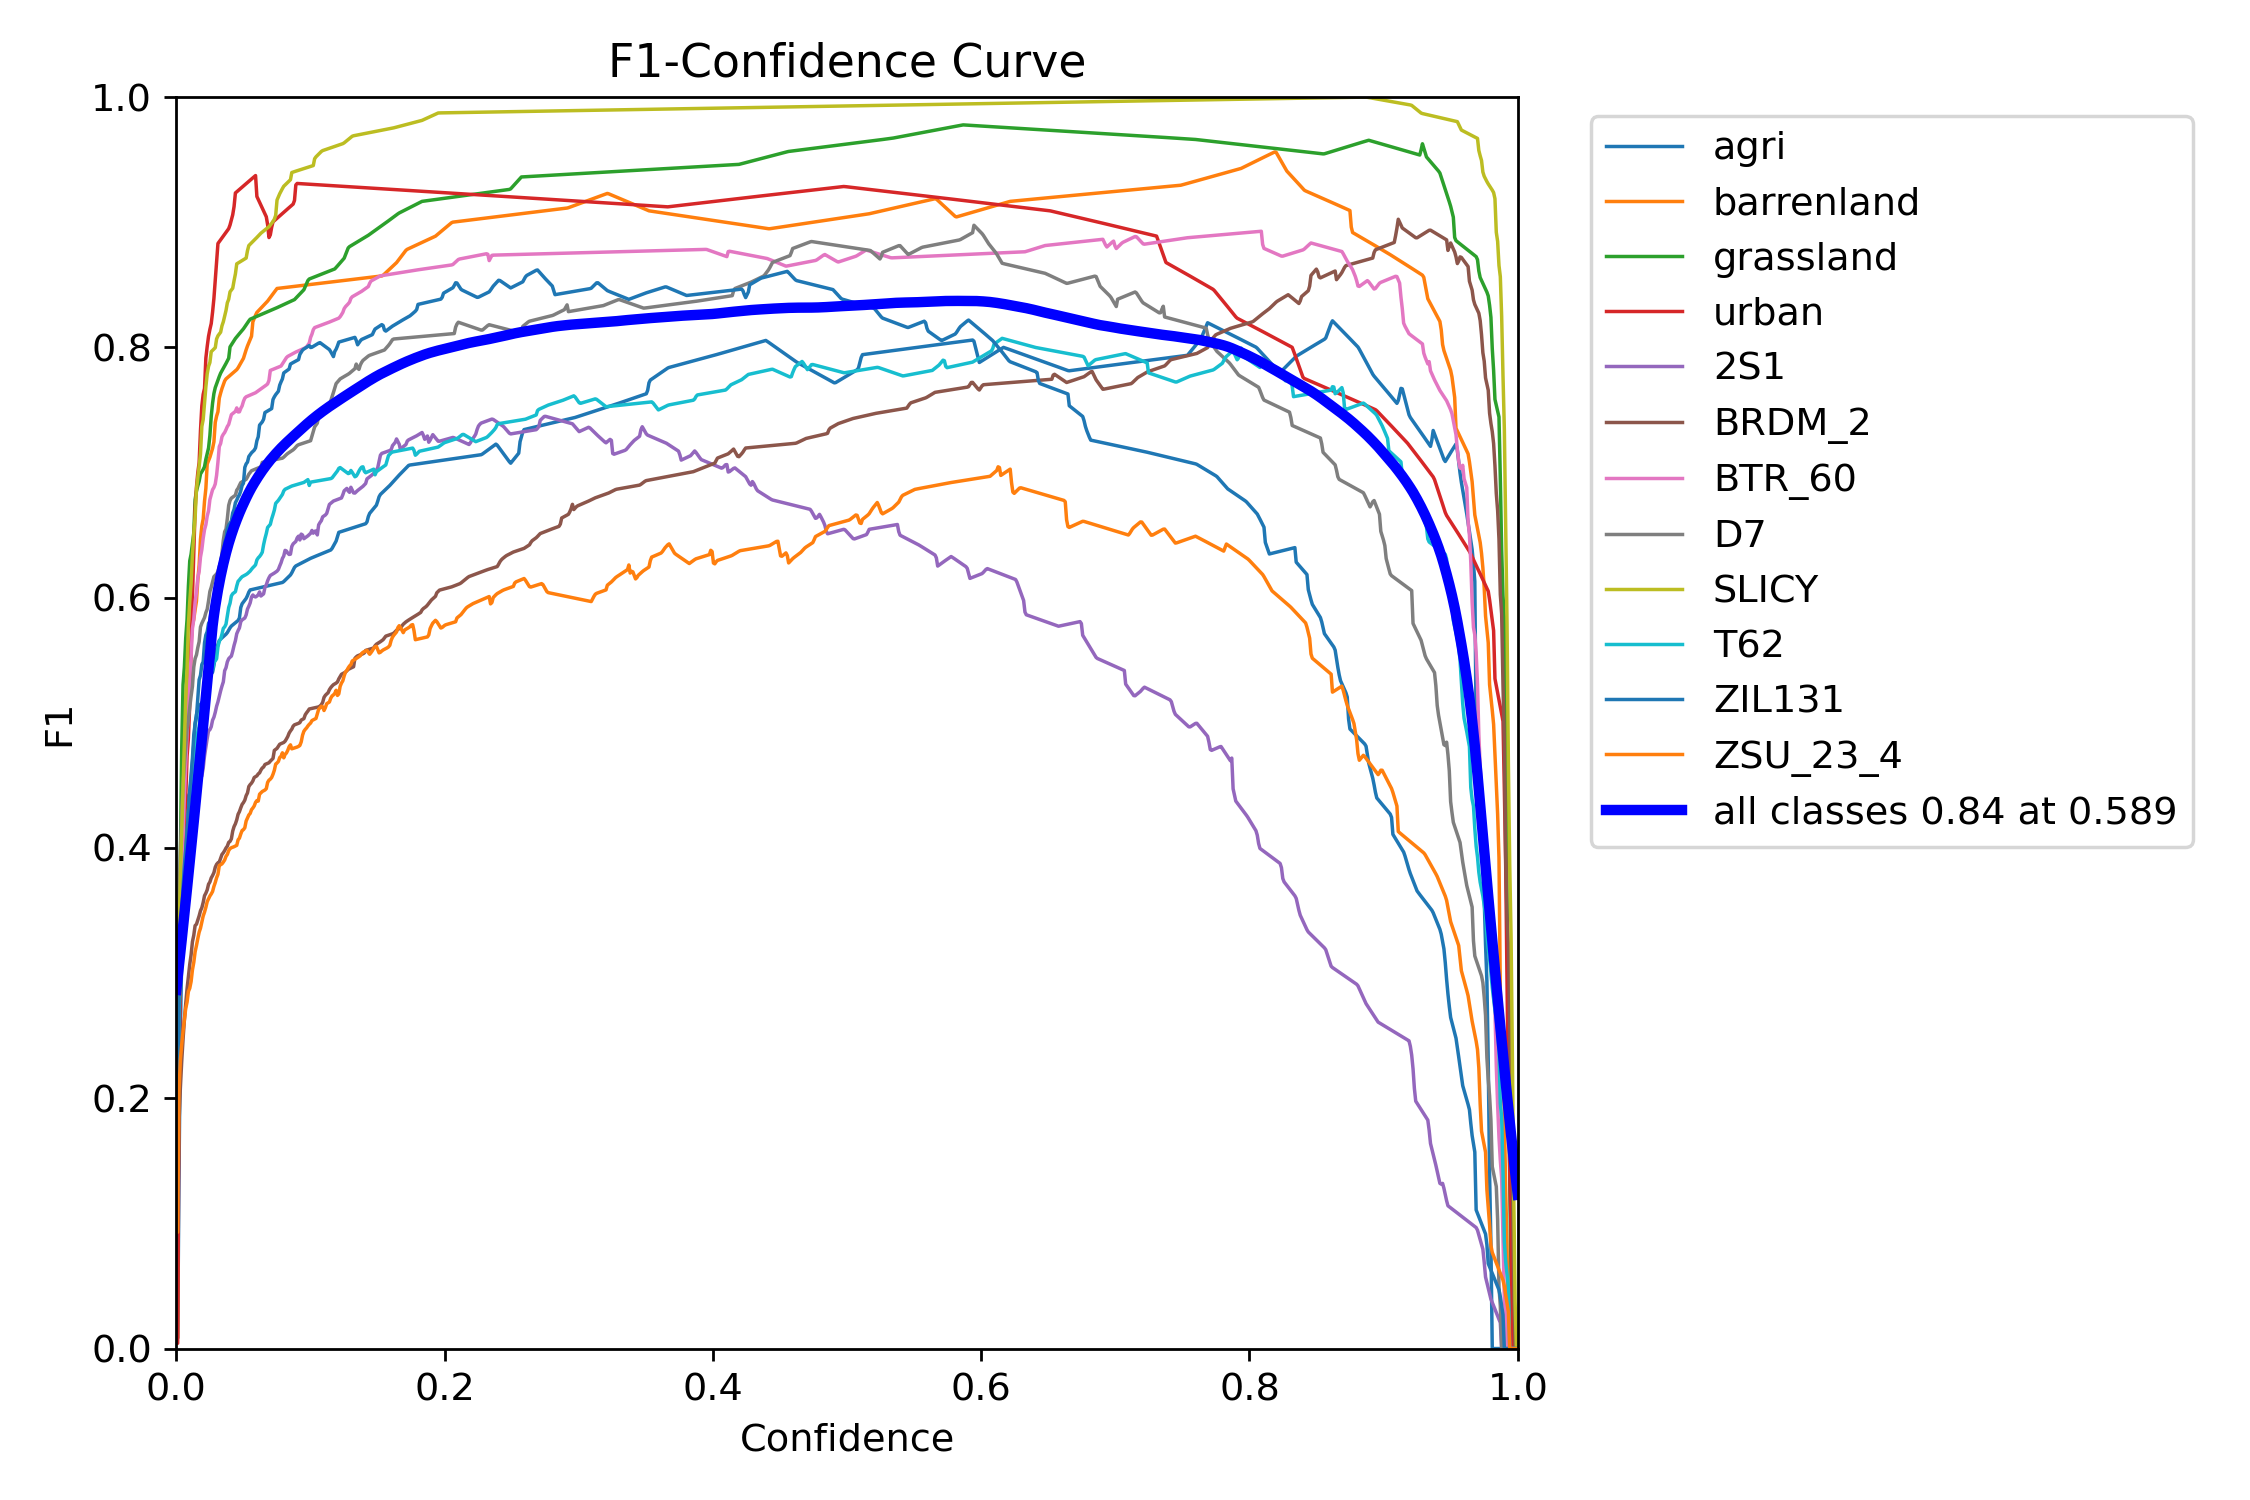 F1-Confidence Curve
1.0
0.8
0.6
0.4
0.2
0.0
F1
0.0 0.2 0.4 0.6 0.8 1.0
Confidence
agri
barrenland
grassland
urban
2S1
BRDM_2
BTR_60
D7
SLICY
T62
ZIL131
ZSU_23_4
all classes 0.84 at 0.589